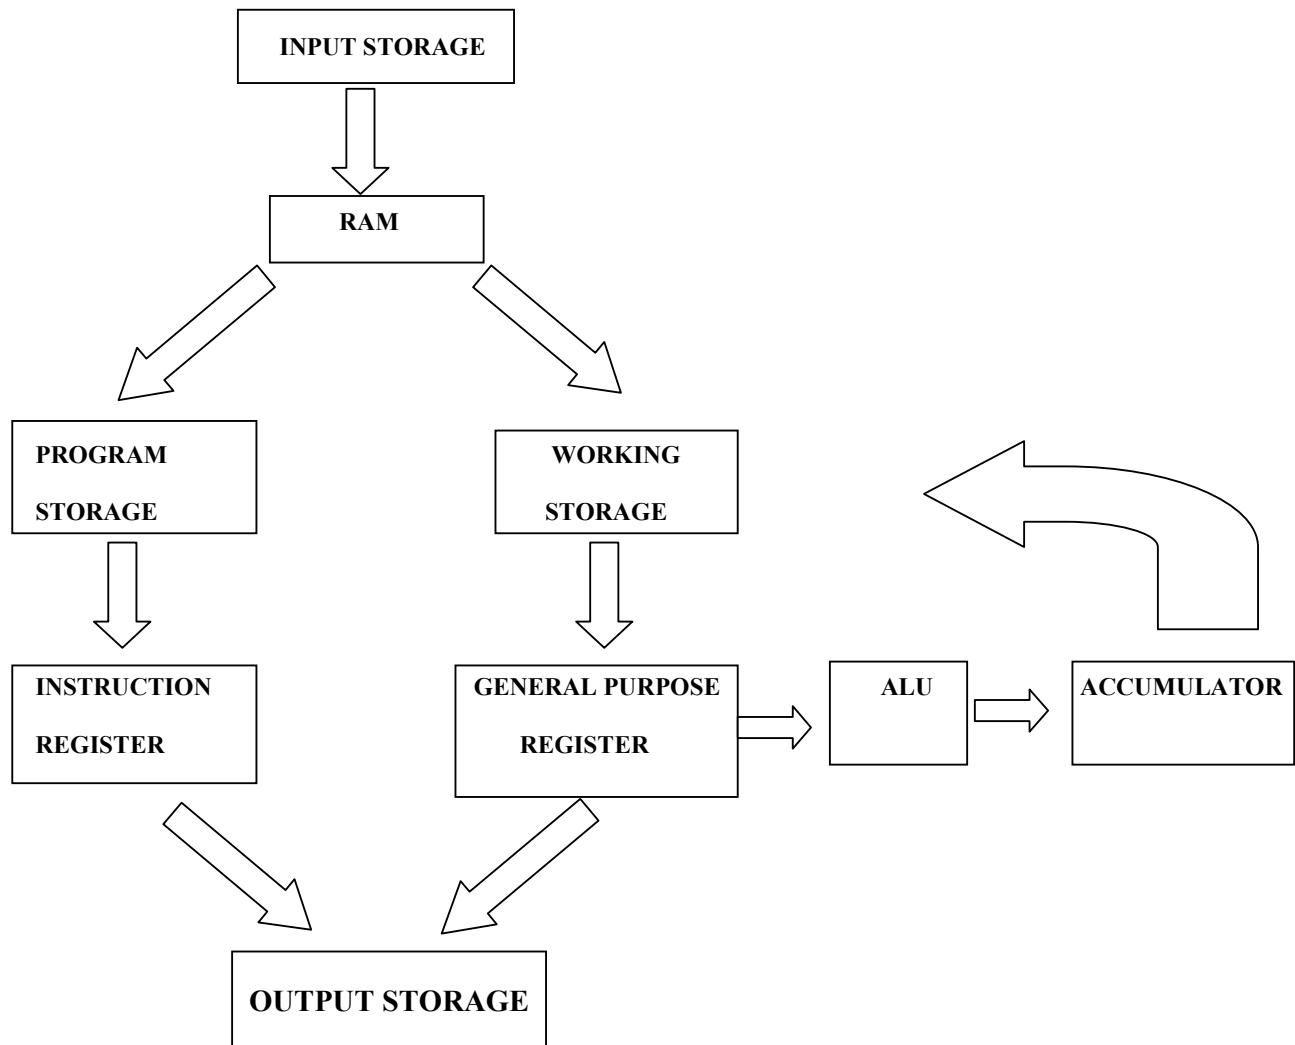 INPUT STORAGE
RAM
PROGRAM
STORAGE
WORKING
STORAGE
INSTRUCTION
REGISTER
GENERAL PURPOSE
REGISTER
ALU
ACCUMULATOR
OUTPUT STORAGE